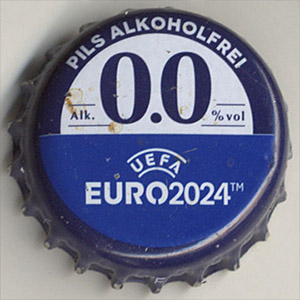 PILS ALKOHOLFREI
Alk. 0.0 %vol
UEFA
EURO2024™